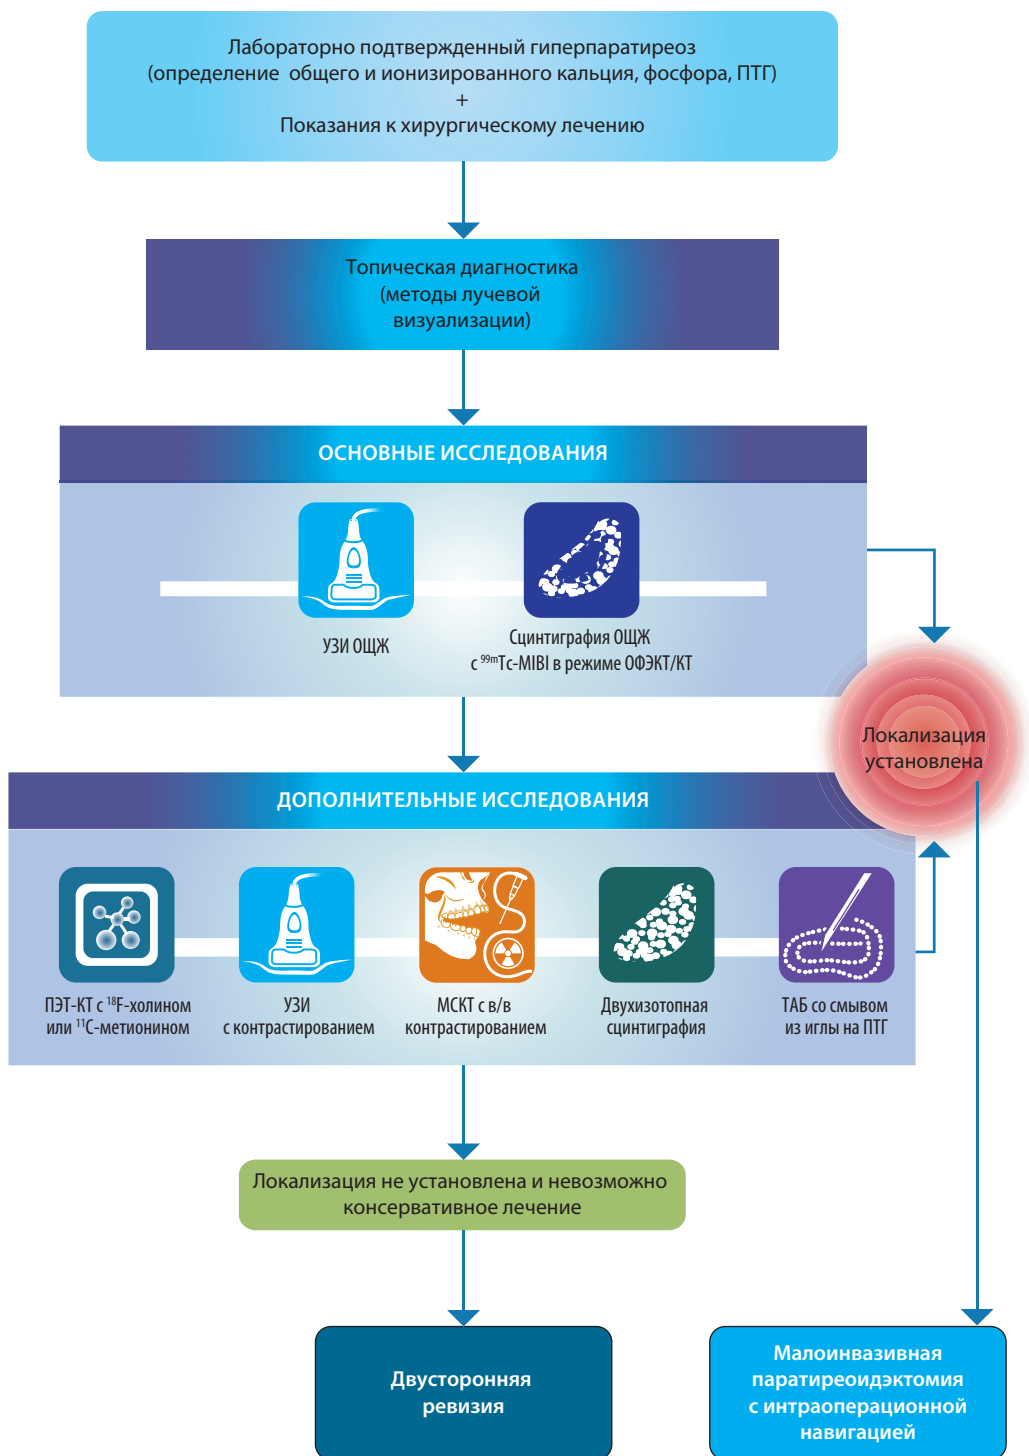 Лабораторно подтвержденный гиперпаратиреоз
(определение общего и ионизированного кальция, фосфора, ПТГ)
+
Показания к хирургическому лечению
Топическая диагностика
(методы лучевой
визуализации)
ОСНОВНЫЕ ИССЛЕДОВАНИЯ
УЗИ ОЩЖ
Сцинтиграфия ОЩЖ
с ⁹⁹ᵐTc-MIBI в режиме ОФЭКТ/КТ
Локализация
установлена
ДОПОЛНИТЕЛЬНЫЕ ИССЛЕДОВАНИЯ
ПЭТ-КТ с ¹⁸F-холином
или ¹¹C-метионином
УЗИ
с контрастированием
МСКТ с в/в
контрастированием
Двухизотопная
сцинтиграфия
ТАБ со смывом
из иглы на ПТГ
Локализация не установлена и невозможно
консервативное лечение
Двусторонняя
ревизия
Малоинвазивная
паратиреоидэктомия
с интраоперационной
навигацией